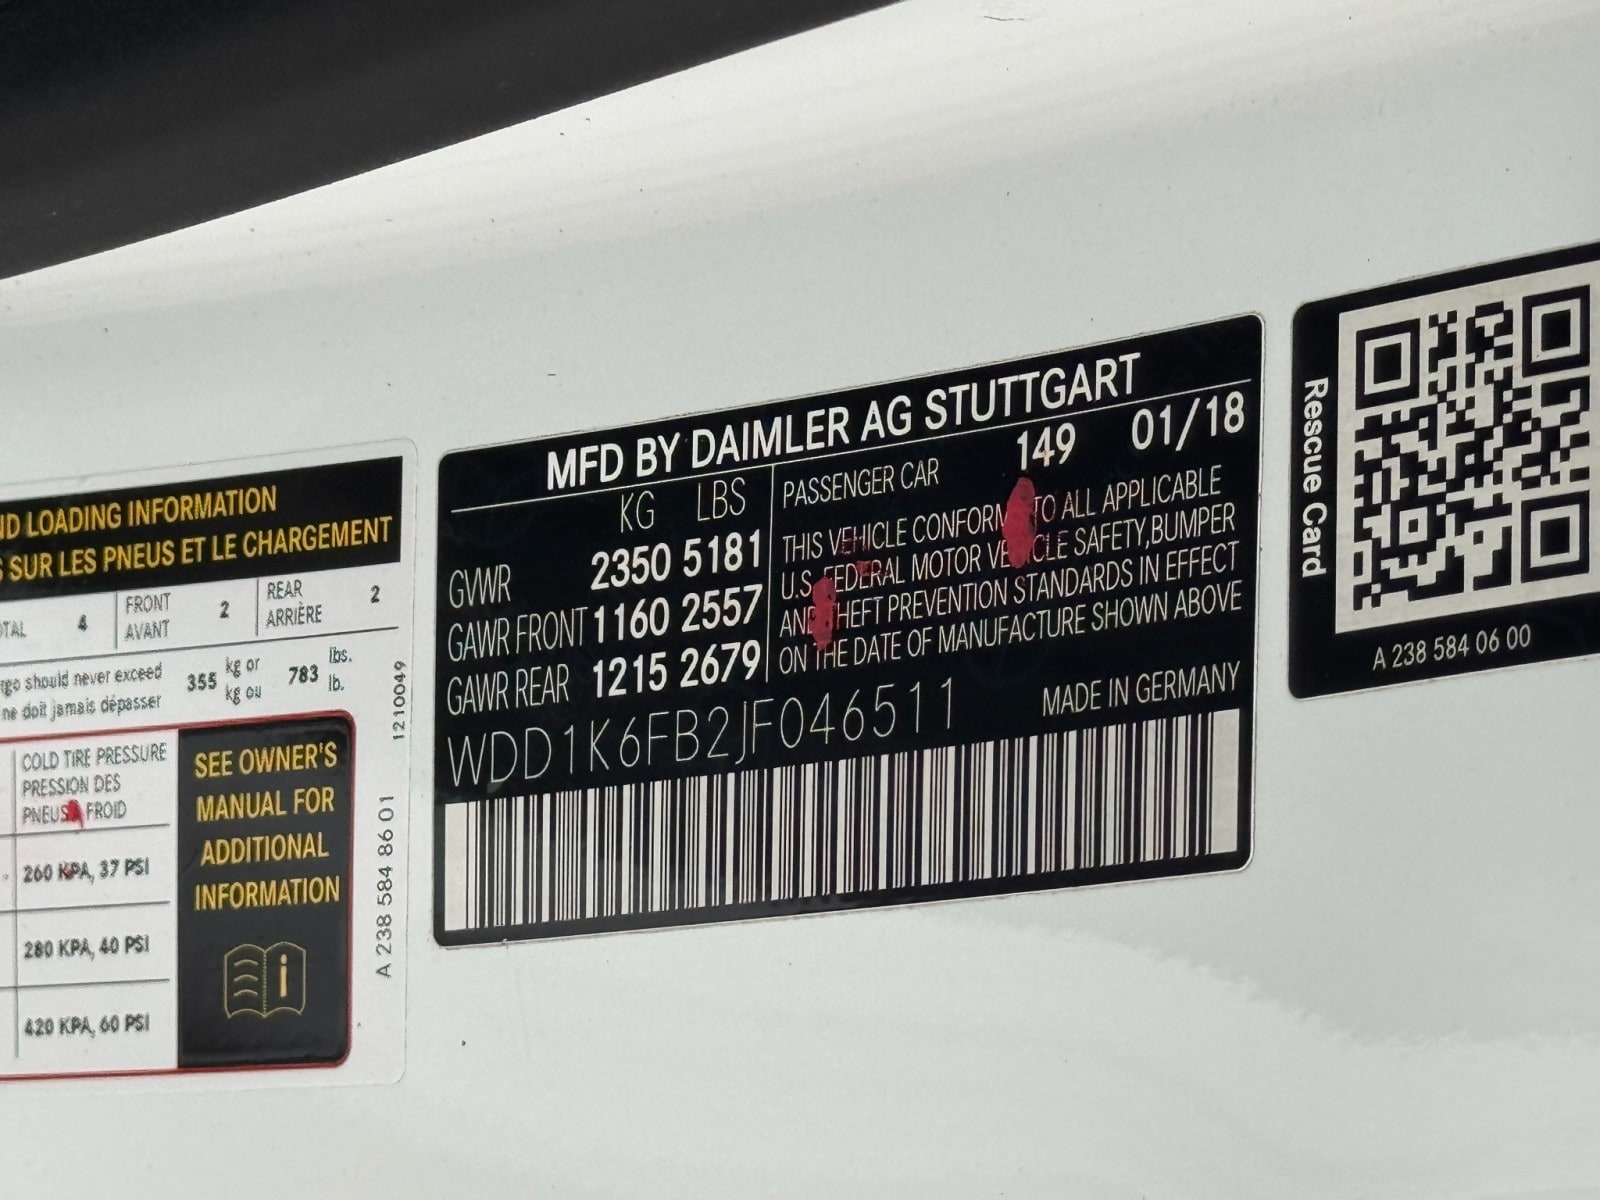 ND LOADING INFORMATION
SUR LES PNEUS ET LE CHARGEMENT
TAL 4 FRONT AVANT 2 REAR ARRIÈRE 2
go should never exceed 355 kg or 783 lbs.
ne doit jamais dépasser kg ou lb.
1210049
COLD TIRE PRESSURE
PRESSION DES
PNEUS À FROID
260 KPA, 37 PSI
280 KPA, 40 PSI
420 KPA, 60 PSI
SEE OWNER'S
MANUAL FOR
ADDITIONAL
INFORMATION
A 238 584 86 01
MFD BY DAIMLER AG STUTTGART
KG LBS
GVWR 2350 5181
GAWR FRONT 1160 2557
GAWR REAR 1215 2679
PASSENGER CAR 149 01/18
THIS VEHICLE CONFORM TO ALL APPLICABLE
U.S. FEDERAL MOTOR VEHICLE SAFETY, BUMPER
AND THEFT PREVENTION STANDARDS IN EFFECT
ON THE DATE OF MANUFACTURE SHOWN ABOVE
WDD1K6FB2JF046511 MADE IN GERMANY
Rescue Card
A 238 584 06 00